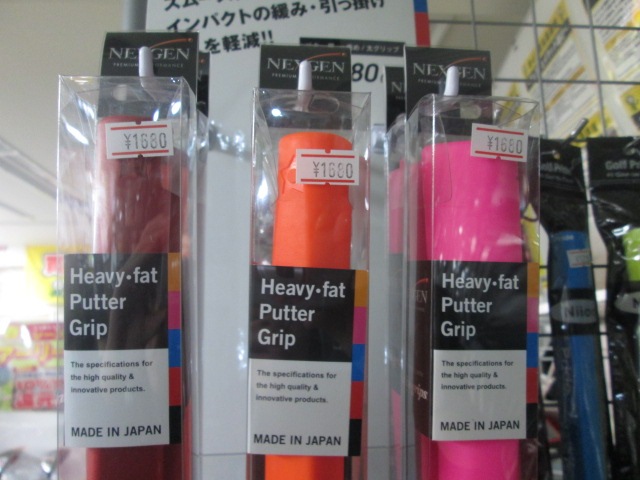 インパクトの緩み・引っ掛け
を軽減!!
NEXGEN
¥1680
Heavy•fat
Putter
Grip
The specifications for
the high quality &
innovative products.
MADE IN JAPAN
NEXGEN
¥1680
Heavy•fat
Putter
Grip
The specifications for
the high quality &
innovative products.
MADE IN JAPAN
NEXGEN
¥1680
Heavy•fat
Putter
Grip
The specifications for
the high quality &
innovative products.
MADE IN JAPAN